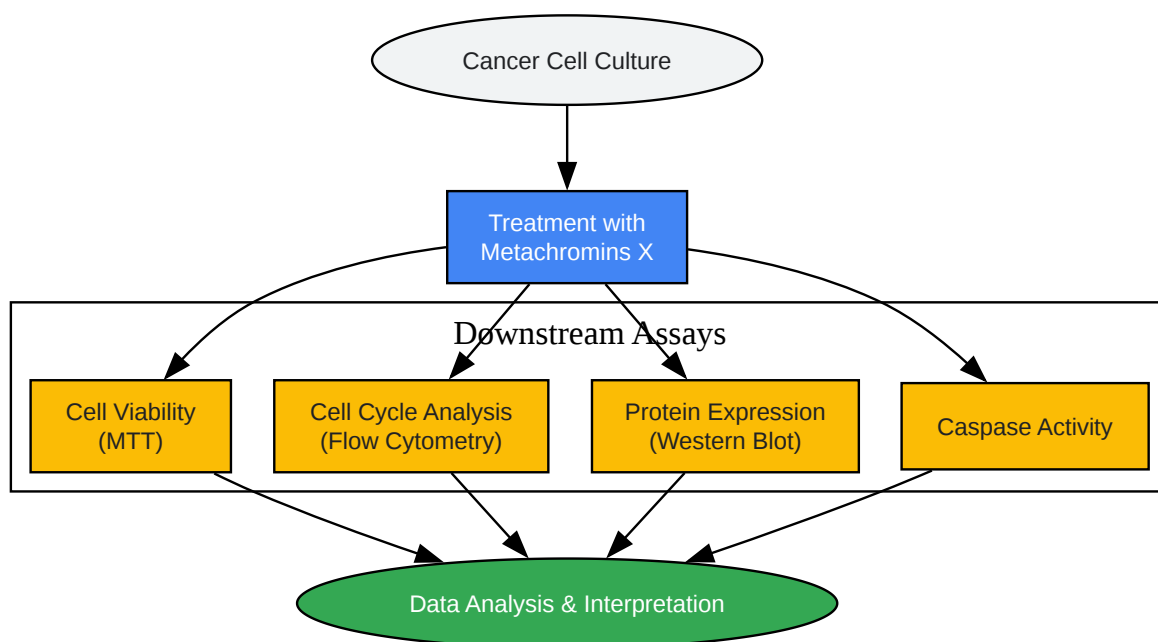 Cancer Cell Culture
Treatment with
Metachromins X
Downstream Assays
Cell Viability
(MTT)
Cell Cycle Analysis
(Flow Cytometry)
Protein Expression
(Western Blot)
Caspase Activity
Data Analysis & Interpretation